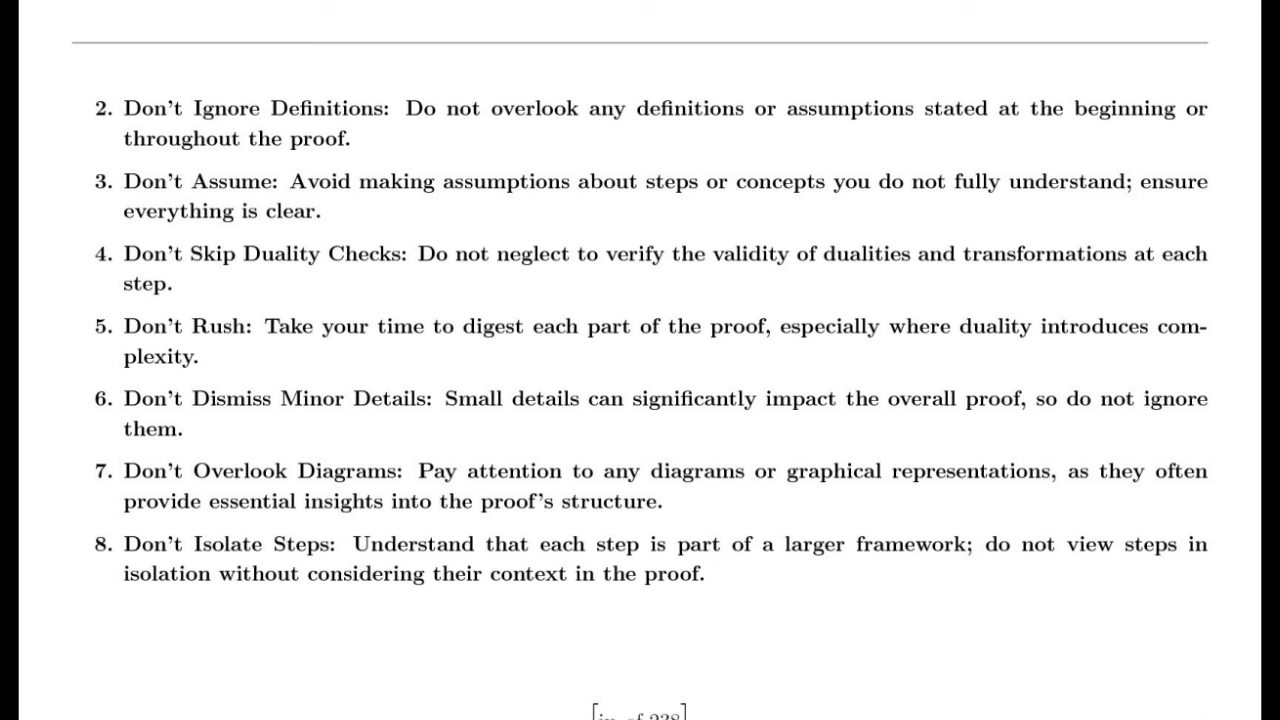 2. Don't Ignore Definitions: Do not overlook any definitions or assumptions stated at the beginning or
throughout the proof.
3. Don't Assume: Avoid making assumptions about steps or concepts you do not fully understand; ensure
everything is clear.
4. Don't Skip Duality Checks: Do not neglect to verify the validity of dualities and transformations at each
step.
5. Don't Rush: Take your time to digest each part of the proof, especially where duality introduces com-
plexity.
6. Don't Dismiss Minor Details: Small details can significantly impact the overall proof, so do not ignore
them.
7. Don't Overlook Diagrams: Pay attention to any diagrams or graphical representations, as they often
provide essential insights into the proof's structure.
8. Don't Isolate Steps: Understand that each step is part of a larger framework; do not view steps in
isolation without considering their context in the proof.